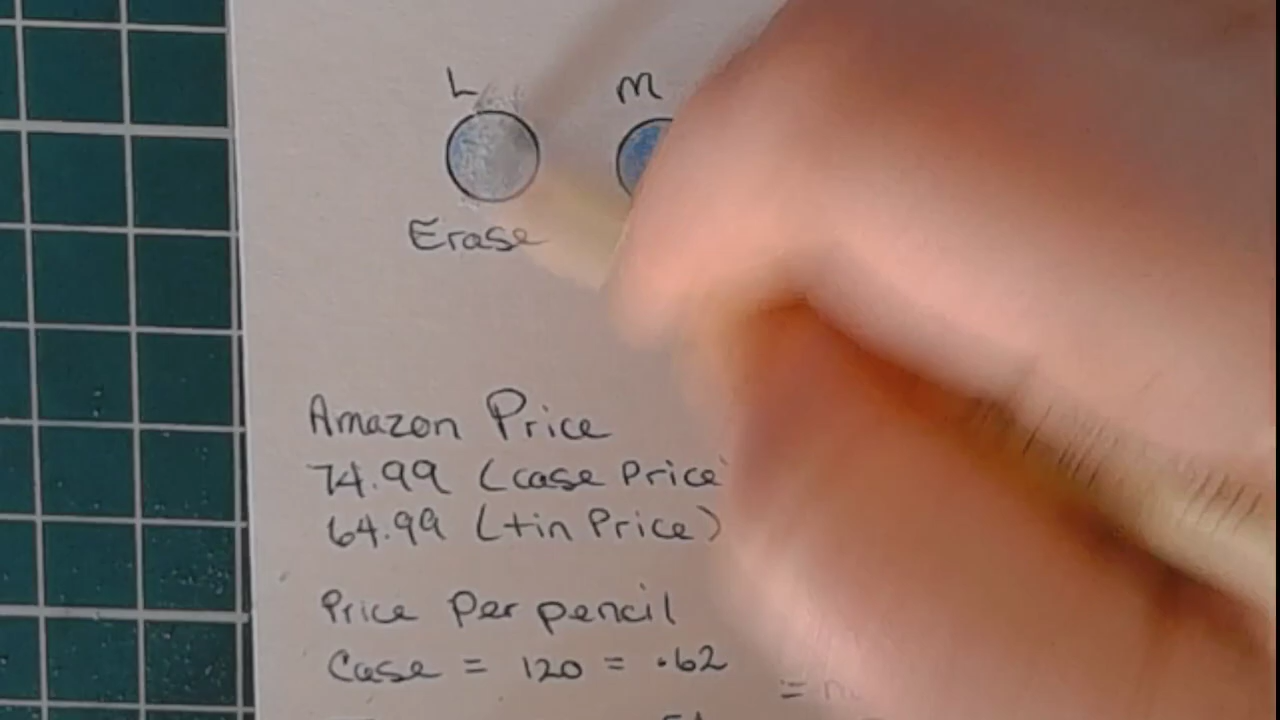 L M
Erase
Amazon Price
74.99 (case Price
64.99 (tin Price)
Price Per pencil
Case = 120 = .62
=